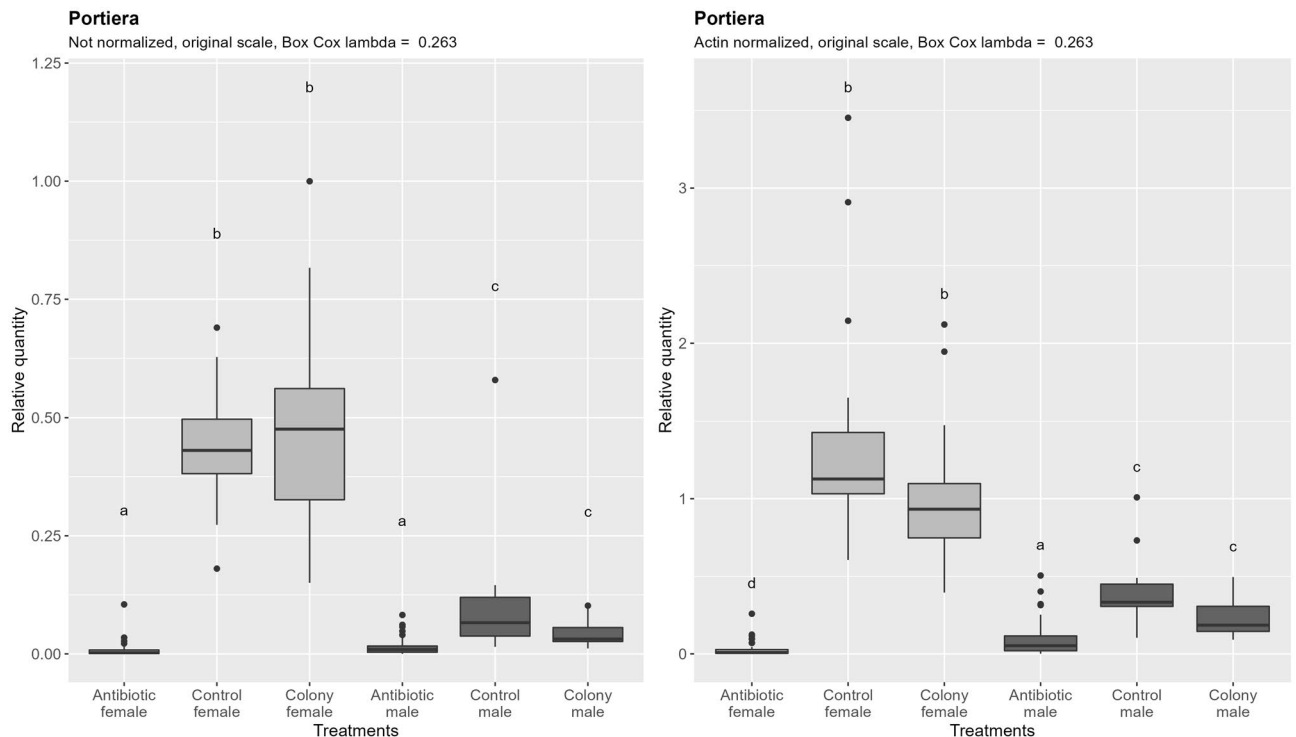 Portiera
Not normalized, original scale, Box Cox lambda =  0.263
Relative quantity
1.25
1.00
0.75
0.50
0.25
0.00
a
b
b
a
c
c
Antibiotic female
Control female
Colony female
Antibiotic male
Control male
Colony male
Treatments
Portiera
Actin normalized, original scale, Box Cox lambda =  0.263
Relative quantity
3
2
1
0
d
b
b
a
c
c
Antibiotic female
Control female
Colony female
Antibiotic male
Control male
Colony male
Treatments